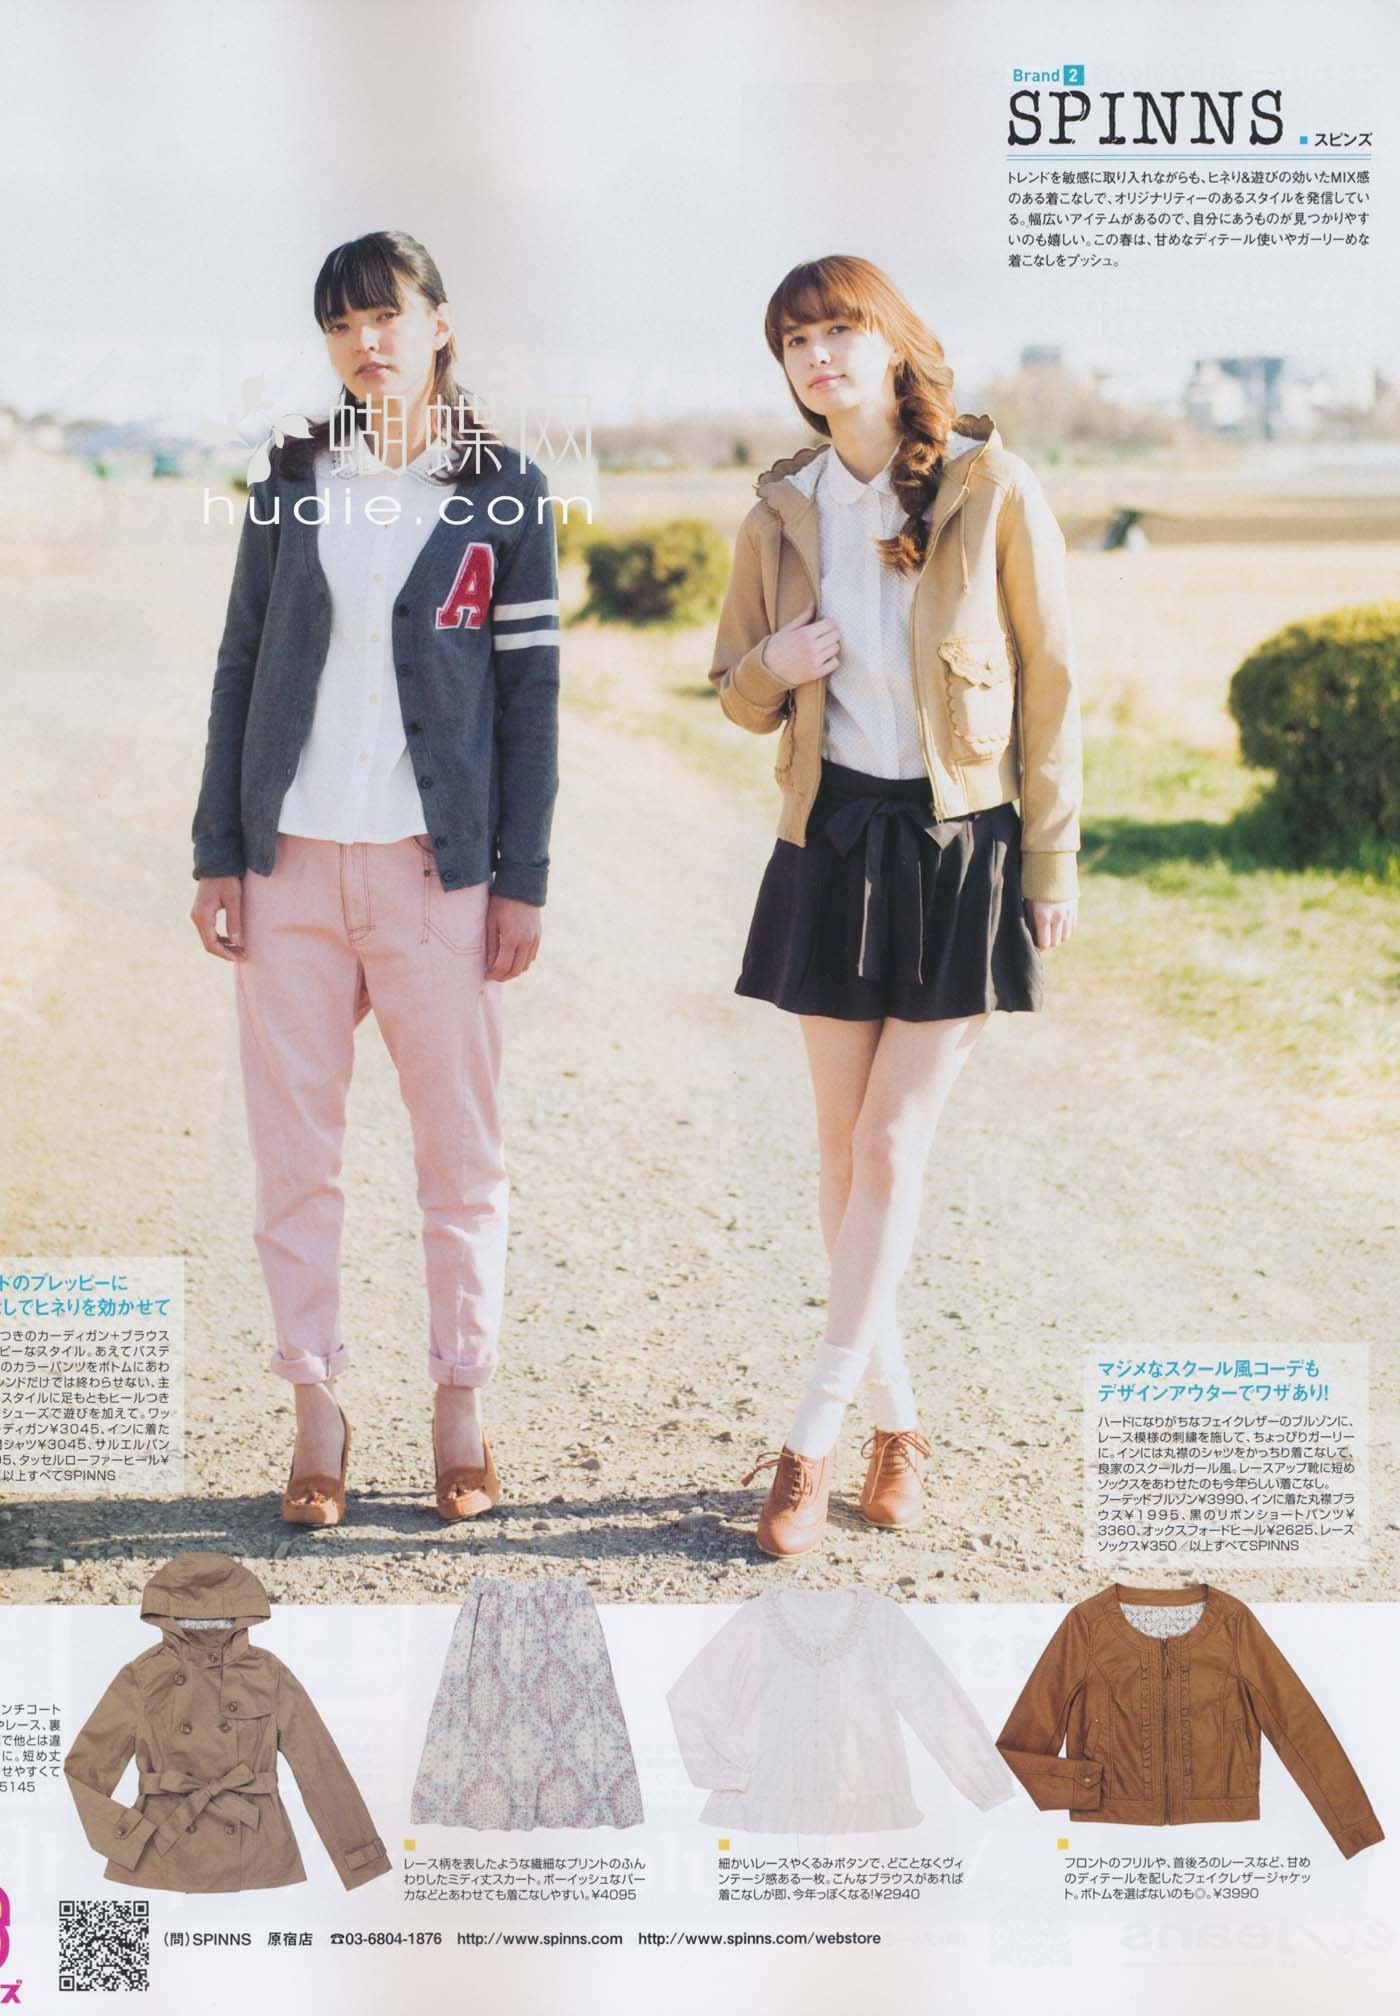 Brand 2
SPINNS ■ スピンズ
トレンドを敏感に取り入れながらも、ヒネり&遊びの効いたMIX感
のある着こなしで、オリジナリティーのあるスタイルを発信してい
る。幅広いアイテムがあるので、自分にあうものが見つかりやす
いのも嬉しい。この春は、甘めなディテール使いやガーリーめな
着こなしをプッシュ。
蝴蝶网
hudie.com
A
ドのプレッピーに
しでヒネりを効かせて
つきのカーディガン+ブラウス
ピーなスタイル。あえてパステ
のカラーパンツをボトムにあわ
レンドだけでは終わらせない、主
スタイルに足もともヒールつき
シューズで遊びを加えて。ワッ
ーディガン¥3045、インに着た
シャツ¥3045、サルエルパン
95、タッセルローファーヒール¥
以上すべてSPINNS
マジメなスクール風コーデも
デザインアウターでワザあり!
ハードになりがちなフェイクレザーのブルゾンに、
レース模様の刺繍を施して、ちょっぴりガーリー
に。インには丸襟のシャツをかっちり着こなして、
良家のスクールガール風。レースアップ靴に短め
ソックスをあわせたのも今年らしい着こなし。
フーデッドブルゾン¥3990、インに着た丸襟ブラ
ウス¥1995、黒のリボンショートパンツ¥
3360、オックスフォードヒール¥2625、レース
ソックス¥350/以上すべてSPINNS
ンチコート
やレース、裏
で他とは違
に。短め丈
せやすくて
5145
レース柄を表したような繊細なプリントのふん
わりしたミディ丈スカート。ボーイッシュなパー
カなどとあわせても着こなしやすい。¥4095
細かいレースやくるみボタンで、どことなくヴィ
ンテージ感ある一枚。こんなブラウスがあれば
着こなしが即、今年っぽくなる!¥2940
フロントのフリルや、首後ろのレースなど、甘め
のディテールを配したフェイクレザージャケッ
ト。ボトムを選ばないのも◎。¥3990
(問)SPINNS 原宿店 ☎03-6804-1876 http://www.spinns.com http://www.spinns.com/webstore
ズ